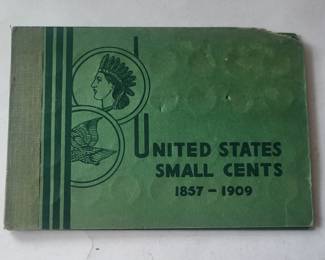 UNITED STATES
SMALL CENTS
1857 - 1909